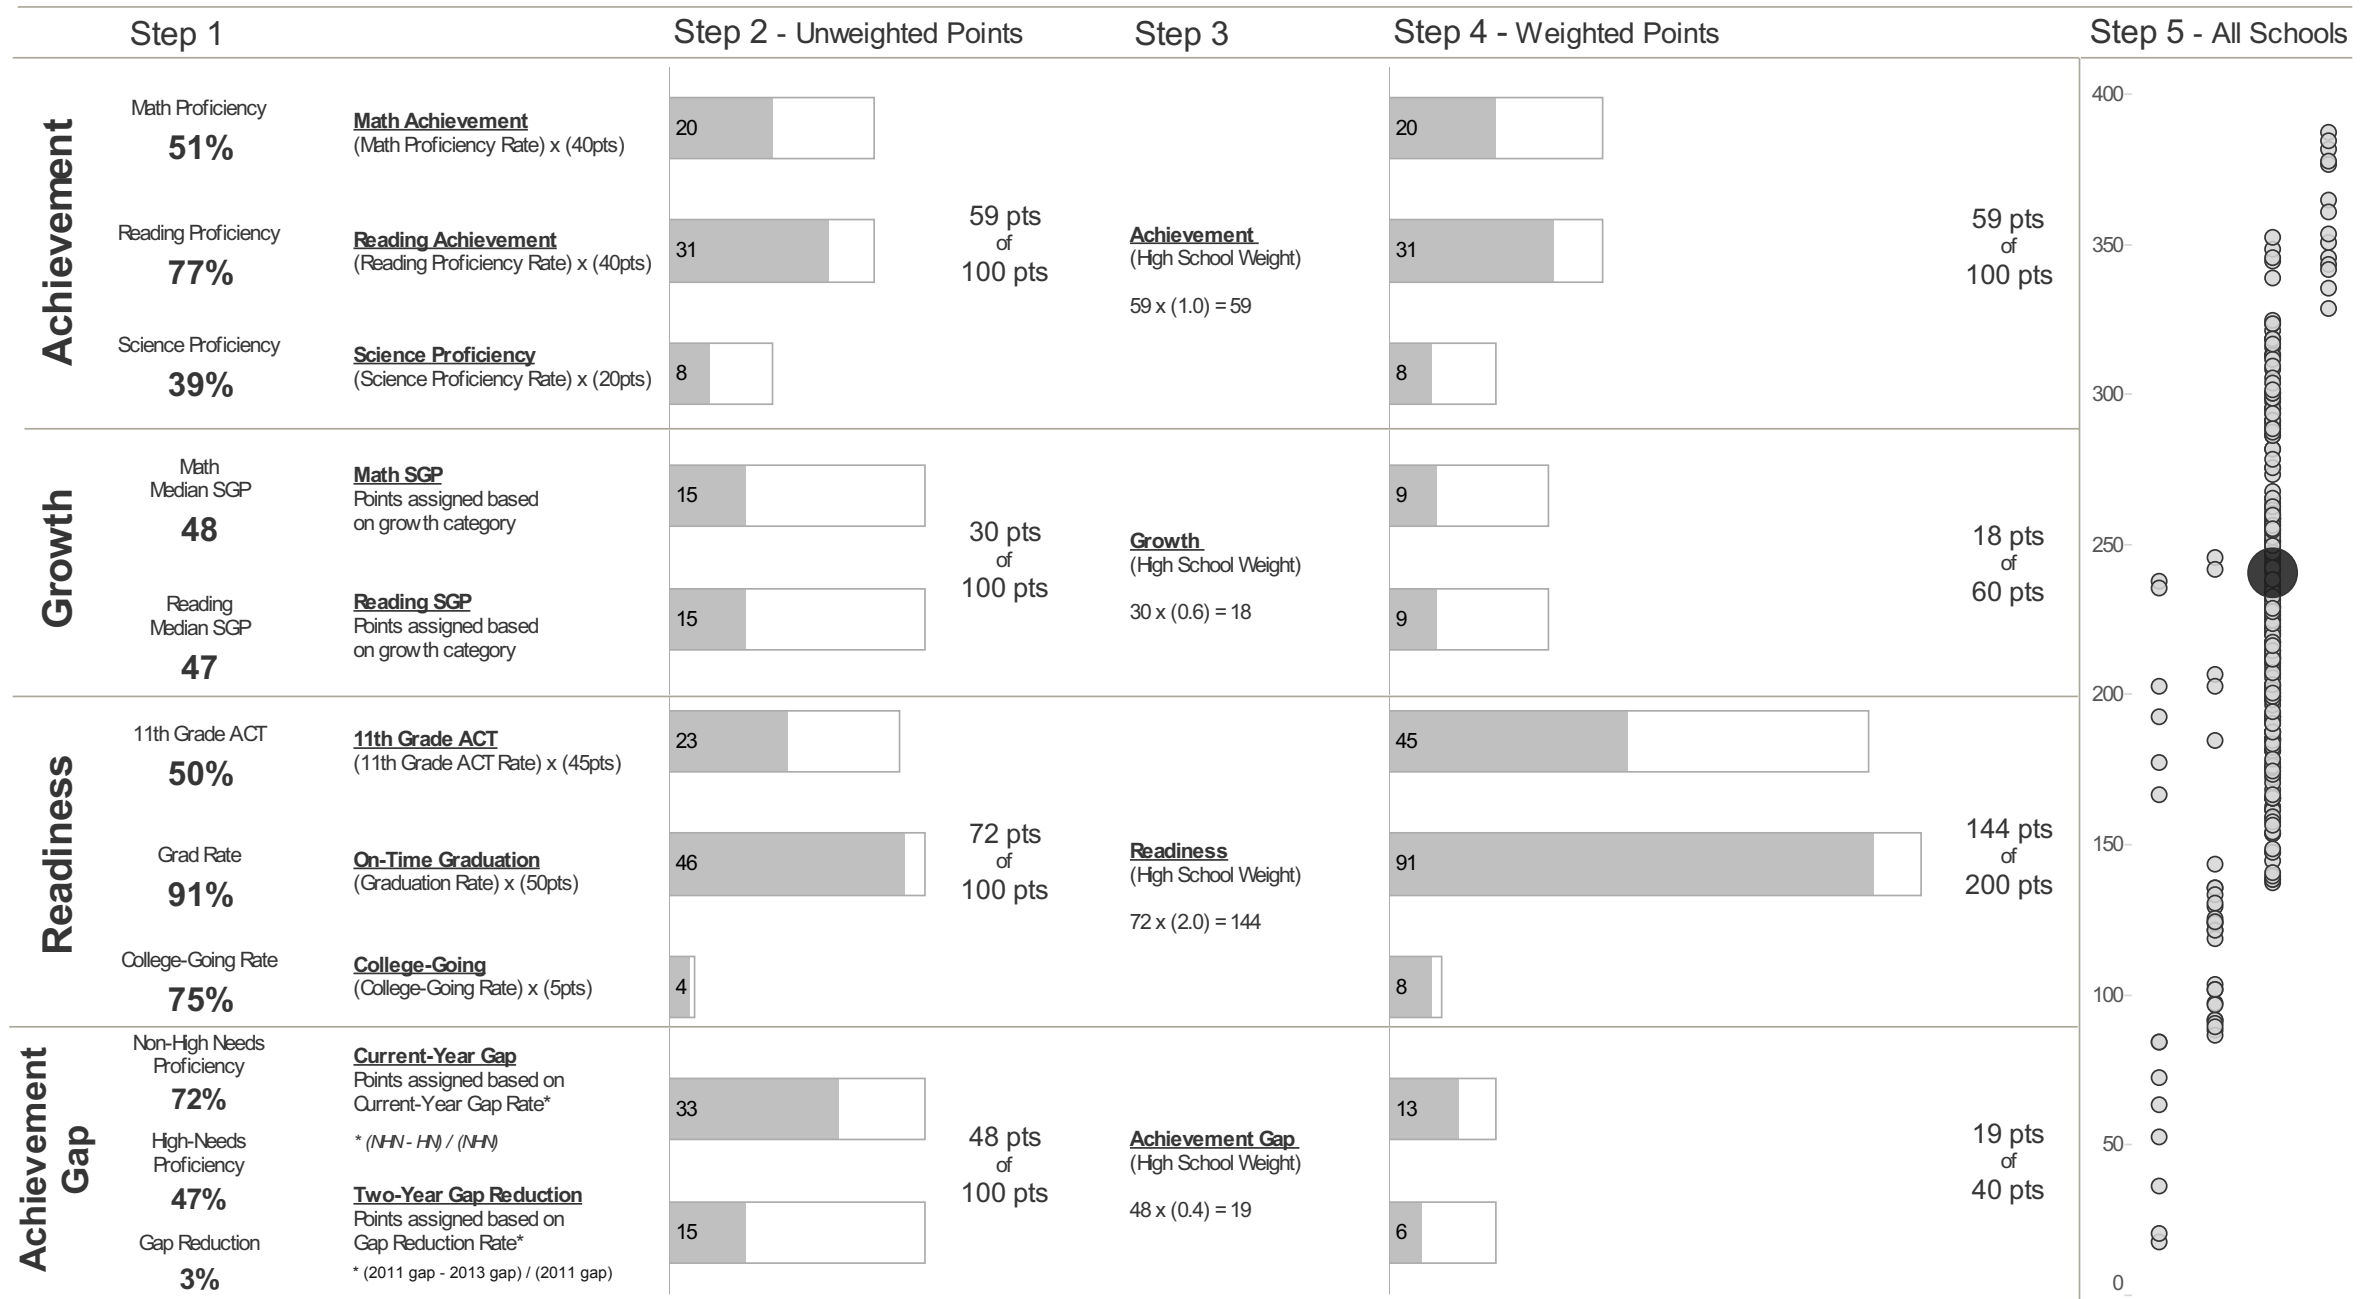 Step 1
Step 2 - Unweighted Points
Step 3
Step 4 - Weighted Points
Step 5 - All Schools
Achievement
Math Proficiency
51%
Math Achievement
(Math Proficiency Rate) x (40pts)
20
20
Reading Proficiency
77%
Reading Achievement
(Reading Proficiency Rate) x (40pts)
31
59 pts
of
100 pts
Achievement
(High School Weight)
59 x (1.0) = 59
31
59 pts
of
100 pts
Science Proficiency
39%
Science Proficiency
(Science Proficiency Rate) x (20pts)
8
8
Growth
Math
Median SGP
48
Math SGP
Points assigned based
on growth category
15
30 pts
of
100 pts
Growth
(High School Weight)
30 x (0.6) = 18
9
18 pts
of
60 pts
Reading
Median SGP
47
Reading SGP
Points assigned based
on growth category
15
9
Readiness
11th Grade ACT
50%
11th Grade ACT
(11th Grade ACT Rate) x (45pts)
23
45
Grad Rate
91%
On-Time Graduation
(Graduation Rate) x (50pts)
46
72 pts
of
100 pts
Readiness
(High School Weight)
72 x (2.0) = 144
91
144 pts
of
200 pts
College-Going Rate
75%
College-Going
(College-Going Rate) x (5pts)
4
8
Achievement
Gap
Non-High Needs
Proficiency
72%
High-Needs
Proficiency
47%
Gap Reduction
3%
Current-Year Gap
Points assigned based on
Current-Year Gap Rate*
* (NHN - HN) / (NHN)
Two-Year Gap Reduction
Points assigned based on
Gap Reduction Rate*
* (2011 gap - 2013 gap) / (2011 gap)
33
15
48 pts
of
100 pts
Achievement Gap
(High School Weight)
48 x (0.4) = 19
13
6
19 pts
of
40 pts
400
350
300
250
200
150
100
50
0